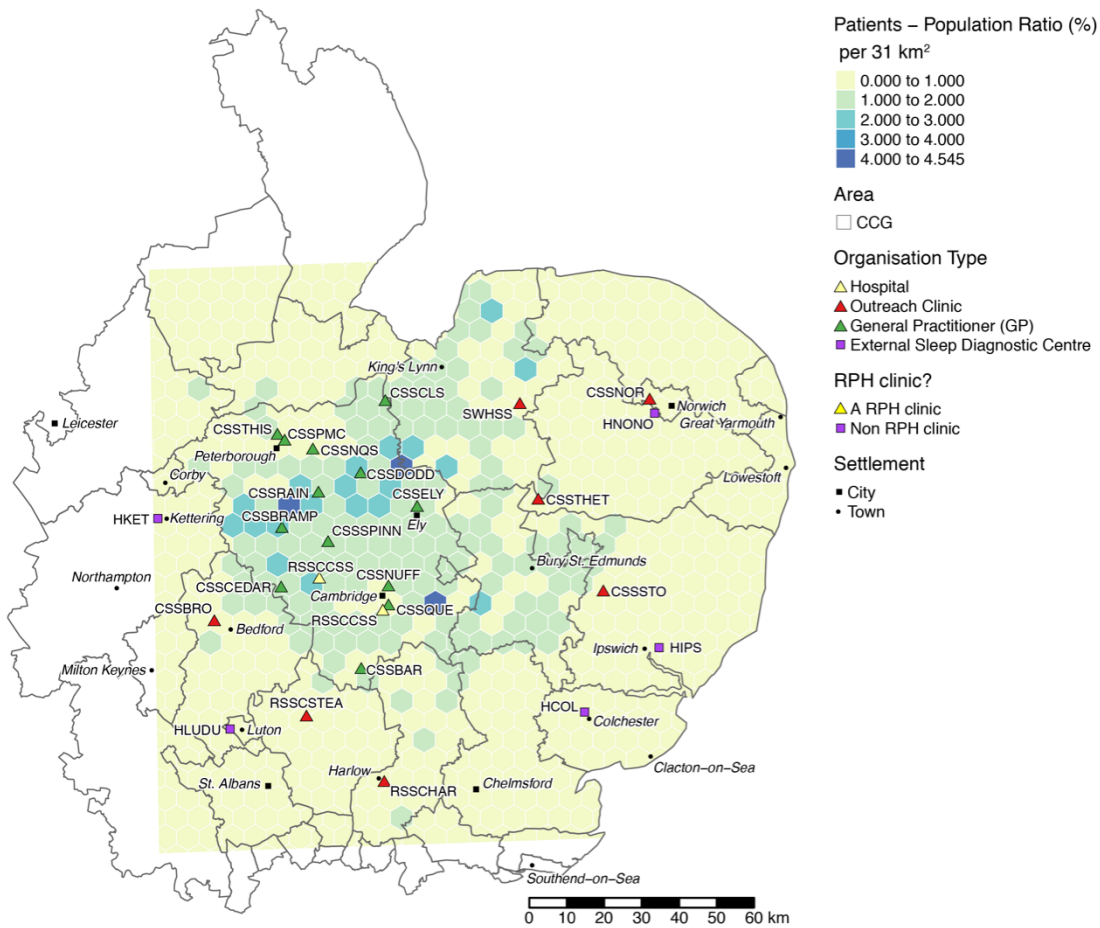 Patients – Population Ratio (%)
per 31 km²
0.000 to 1.000
1.000 to 2.000
2.000 to 3.000
3.000 to 4.000
4.000 to 4.545
Area
CCG
Organisation Type
Hospital
Outreach Clinic
General Practitioner (GP)
External Sleep Diagnostic Centre
RPH clinic?
A RPH clinic
Non RPH clinic
Settlement
City
Town
King's Lynn
CSSCLS
CSSNOR
SWHSS
Norwich
HNONO
Great Yarmouth
Leicester
CSSTHIS
CSSPMC
CSSNQS
Peterborough
CSSDODD
Corby
Lowestoft
CSSRAIN
CSSELY
CSSTHET
HKET
Kettering
CSSBRAMP
Ely
CSSSPINN
Bury St. Edmunds
RSSCCSS
Northampton
CSSCEDAR
CSSNUFF
Cambridge
CSSSTO
CSSBRO
CSSQUE
RSSCCSS
Bedford
Ipswich
HIPS
Milton Keynes
CSSBAR
RSSCSTEA
HCOL
Colchester
HLUDU
Luton
Clacton–on–Sea
Harlow
St. Albans
Chelmsford
RSSCHAR
Southend–on–Sea
0 10 20 30 40 50 60 km